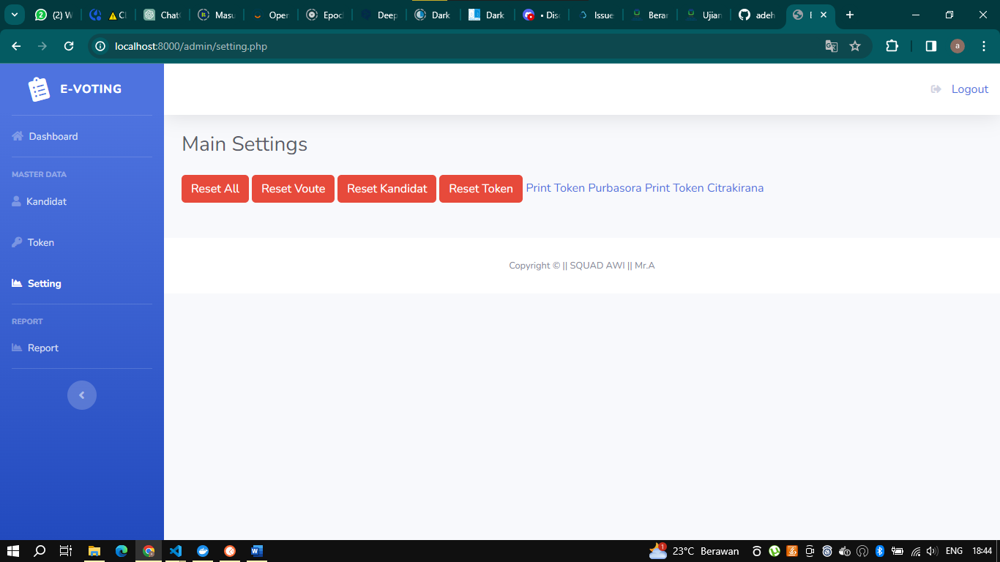 (2) W
Cl
Chat
Masu
Open
Epoc
Deep
Dark
Dark
• Disc
Issue
Berar
Ujian
adeh
localhost:8000/admin/setting.php
a
E-VOTING
Logout
Dashboard
MASTER DATA
Kandidat
Token
Setting
REPORT
Report
Main Settings
Reset All Reset Voute Reset Kandidat Reset Token Print Token Purbasora Print Token Citrakirana
Copyright © || SQUAD AWI || Mr.A
1
23°C Berawan
ENG
18:44